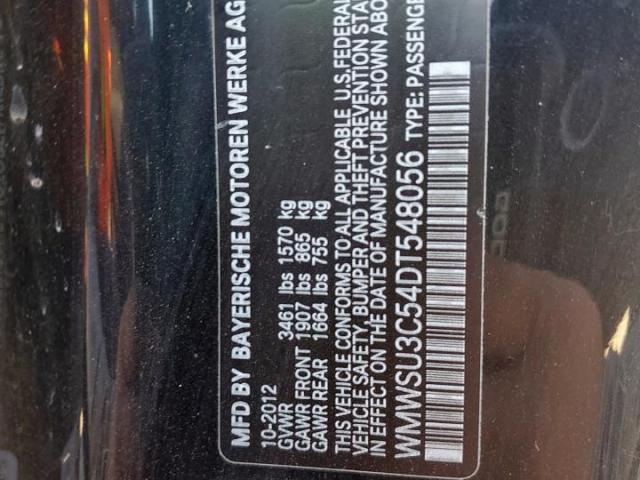 MFD BY BAYERISCHE MOTOREN WERKE AG
10-2012
GVWR 3461 lbs 1570 kg
GAWR FRONT 1907 lbs 865 kg
GAWR REAR 1664 lbs 755 kg
THIS VEHICLE CONFORMS TO ALL APPLICABLE U.S. FEDERAL
VEHICLE SAFETY, BUMPER AND THEFT PREVENTION STA
IN EFFECT ON THE DATE OF MANUFACTURE SHOWN ABOV
WMWSU3C54DT548056 TYPE: PASSENGE